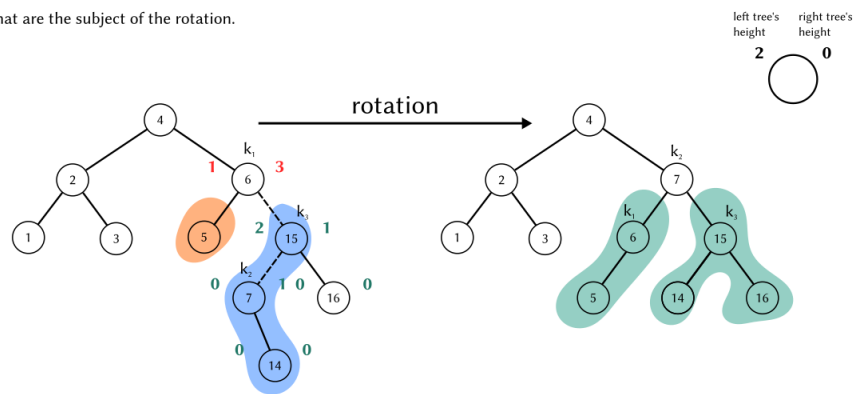 hat are the subject of the rotation.
left tree's right tree's
height height
2 0
rotation
4
k₁
1 3
2 6
1 3 5
2 k₃ 1
15
k₂
0 1 0 0
7 16
0 0
14
4
k₂
2 7
k₁ k₃
1 3 6 15
5 14 16